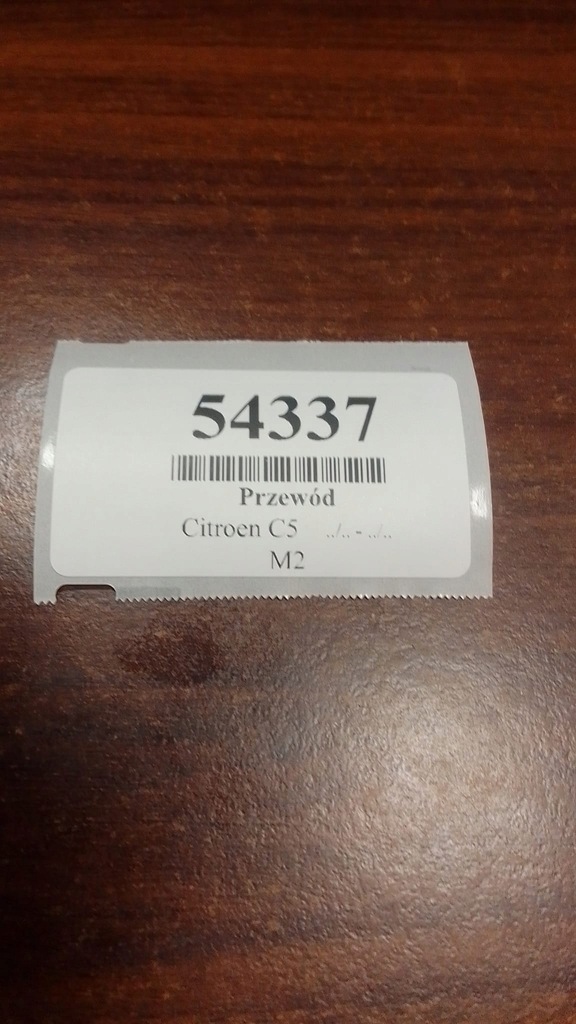 54337
Przewód
Citroen C5 ../.. - ../..
M2